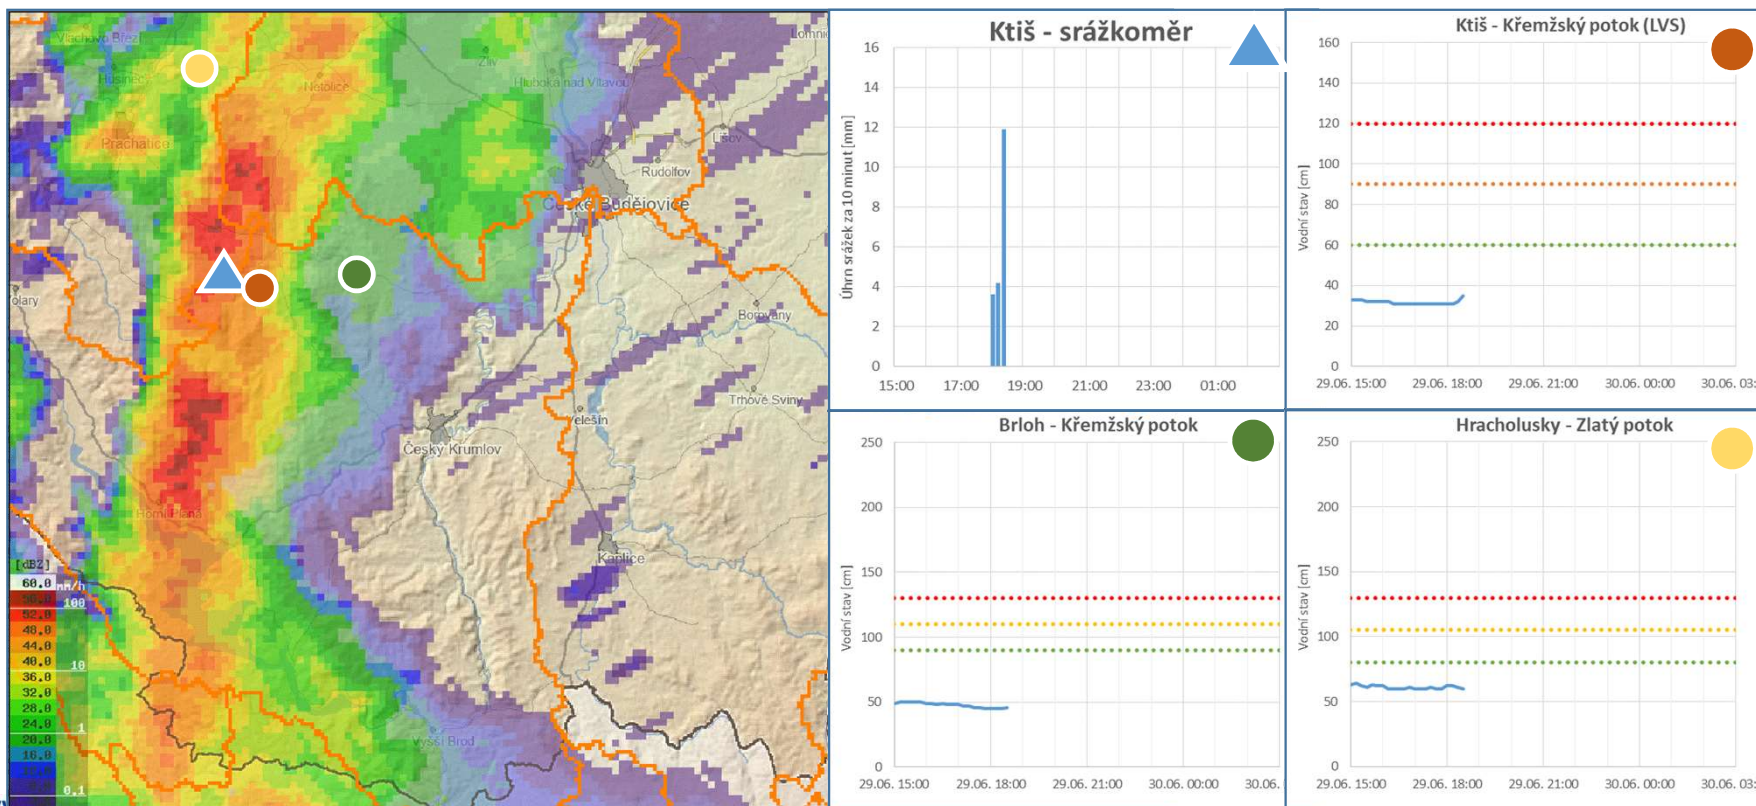 Vlachovo Březí
Husinec
Prachatice
Netolice
Zliv
Hluboká nad Vltavou
Lomni
Lišov
Rudolfov
České Budějovice
olary
Borovany
Trhové Sviny
Velešín
Český Krumlov
Horní Planá
Kaplice
Vyšší Brod
[dBZ]
60.0 mm/h
56.0 100
52.0
48.0
44.0
40.0 10
36.0
32.0
28.0
24.0 1
20.0
16.0
0.1
Ktiš - srážkoměr
Úhrn srážek za 10 minut [mm]
16
14
12
10
8
6
4
2
0
15:00 17:00 19:00 21:00 23:00 01:00
Ktiš - Křemžský potok (LVS)
Vodní stav [cm]
160
140
120
100
80
60
40
20
0
29.06. 15:00 29.06. 18:00 29.06. 21:00 30.06. 00:00 30.06. 03:
Brloh - Křemžský potok
Vodní stav [cm]
250
200
150
100
50
0
29.06. 15:00 29.06. 18:00 29.06. 21:00 30.06. 00:00 30.0
Hracholusky - Zlatý potok
Vodní stav [cm]
250
200
150
100
50
0
29.06. 15:00 29.06. 18:00 29.06. 21:00 30.06. 00:00 30.06. 03: